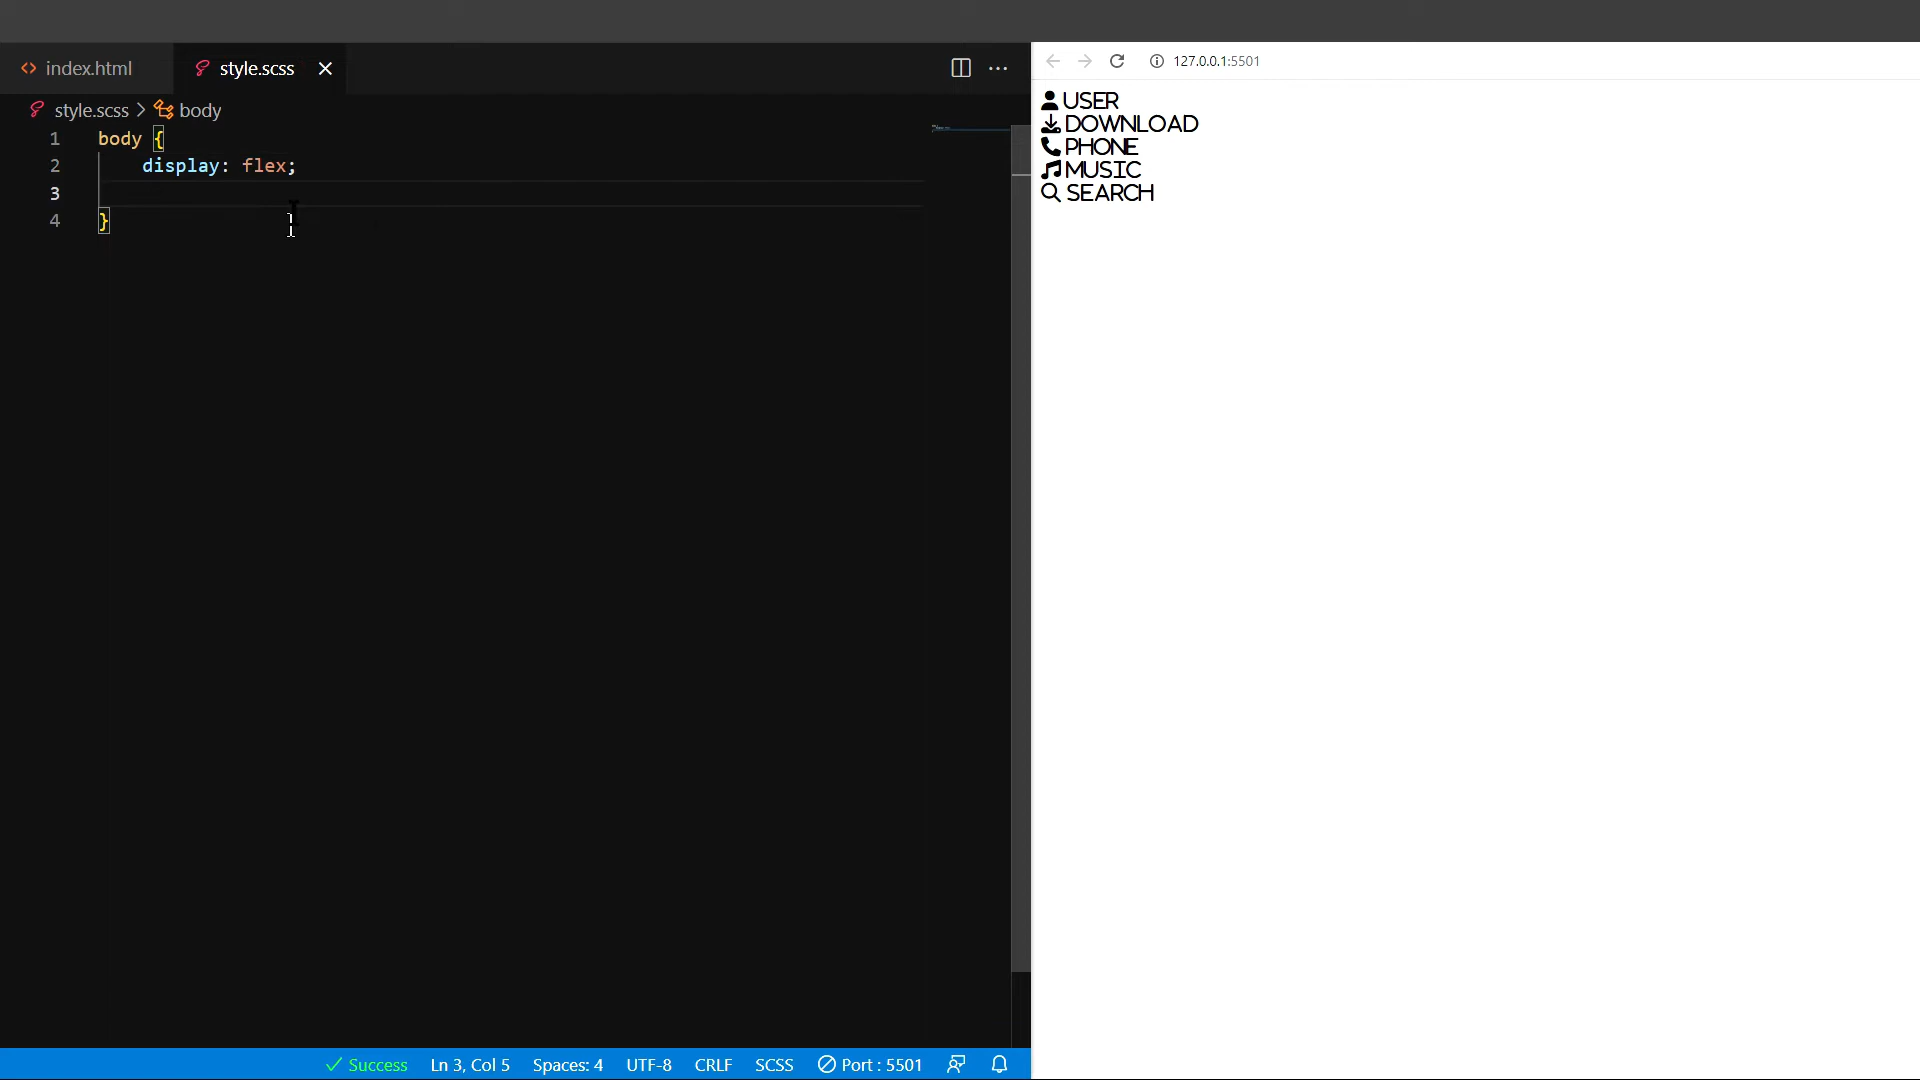 index.html
style.scss
127.0.0.1:5501
style.scss > body
1 body {
2 display: flex;
3
4 }
USER
DOWNLOAD
PHONE
MUSIC
SEARCH
Success Ln 3, Col 5 Spaces: 4 UTF-8 CRLF SCSS Port : 5501